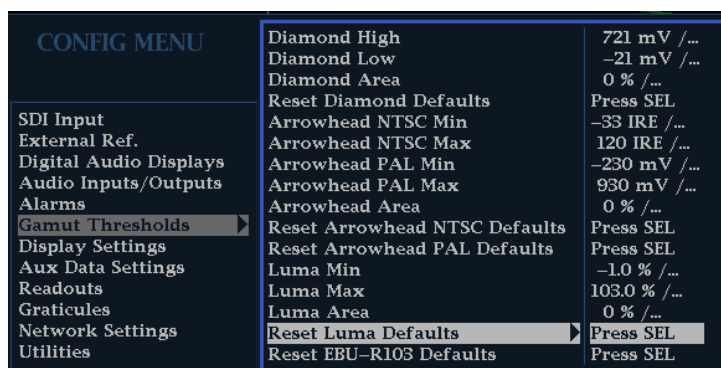 CONFIG MENU
SDI Input
External Ref.
Digital Audio Displays
Audio Inputs/Outputs
Alarms
Gamut Thresholds
Display Settings
Aux Data Settings
Readouts
Graticules
Network Settings
Utilities
Diamond High 721 mV /...
Diamond Low –21 mV /...
Diamond Area 0 % /...
Reset Diamond Defaults Press SEL
Arrowhead NTSC Min –33 IRE /...
Arrowhead NTSC Max 120 IRE /...
Arrowhead PAL Min –230 mV /...
Arrowhead PAL Max 930 mV /...
Arrowhead Area 0 % /...
Reset Arrowhead NTSC Defaults Press SEL
Reset Arrowhead PAL Defaults Press SEL
Luma Min –1.0 % /...
Luma Max 103.0 % /...
Luma Area 0 % /...
Reset Luma Defaults Press SEL
Reset EBU–R103 Defaults Press SEL